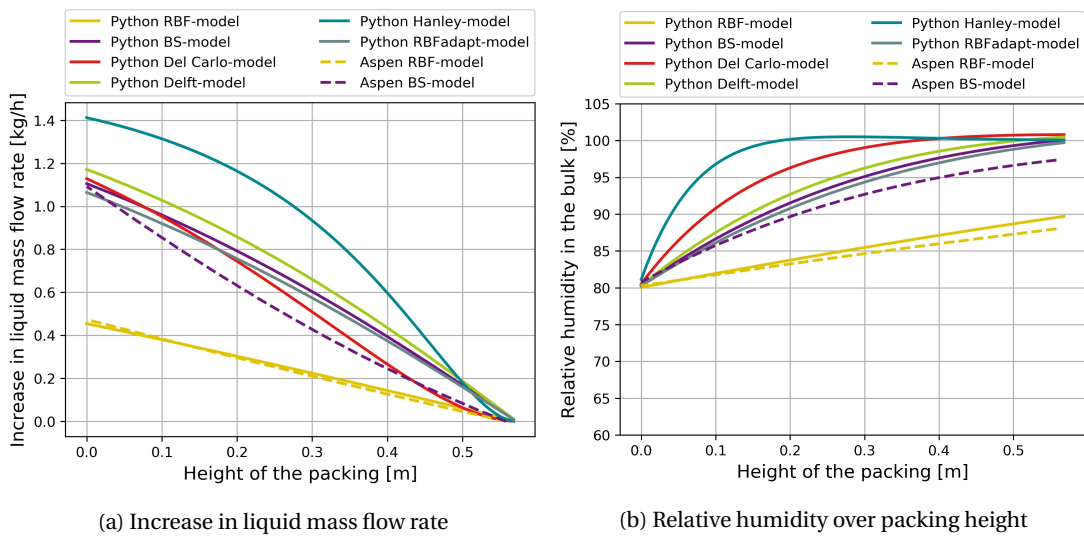 Python RBF-model
Python BS-model
Python Del Carlo-model
Python Delft-model
Python Hanley-model
Python RBFadapt-model
Aspen RBF-model
Aspen BS-model
Increase in liquid mass flow rate [kg/h]
1.4
1.2
1.0
0.8
0.6
0.4
0.2
0.0
0.0 0.1 0.2 0.3 0.4 0.5
Height of the packing [m]
(a) Increase in liquid mass flow rate
Python RBF-model
Python BS-model
Python Del Carlo-model
Python Delft-model
Python Hanley-model
Python RBFadapt-model
Aspen RBF-model
Aspen BS-model
Relative humidity in the bulk [%]
105
100
95
90
85
80
75
70
65
60
0.0 0.1 0.2 0.3 0.4 0.5
Height of the packing [m]
(b) Relative humidity over packing height